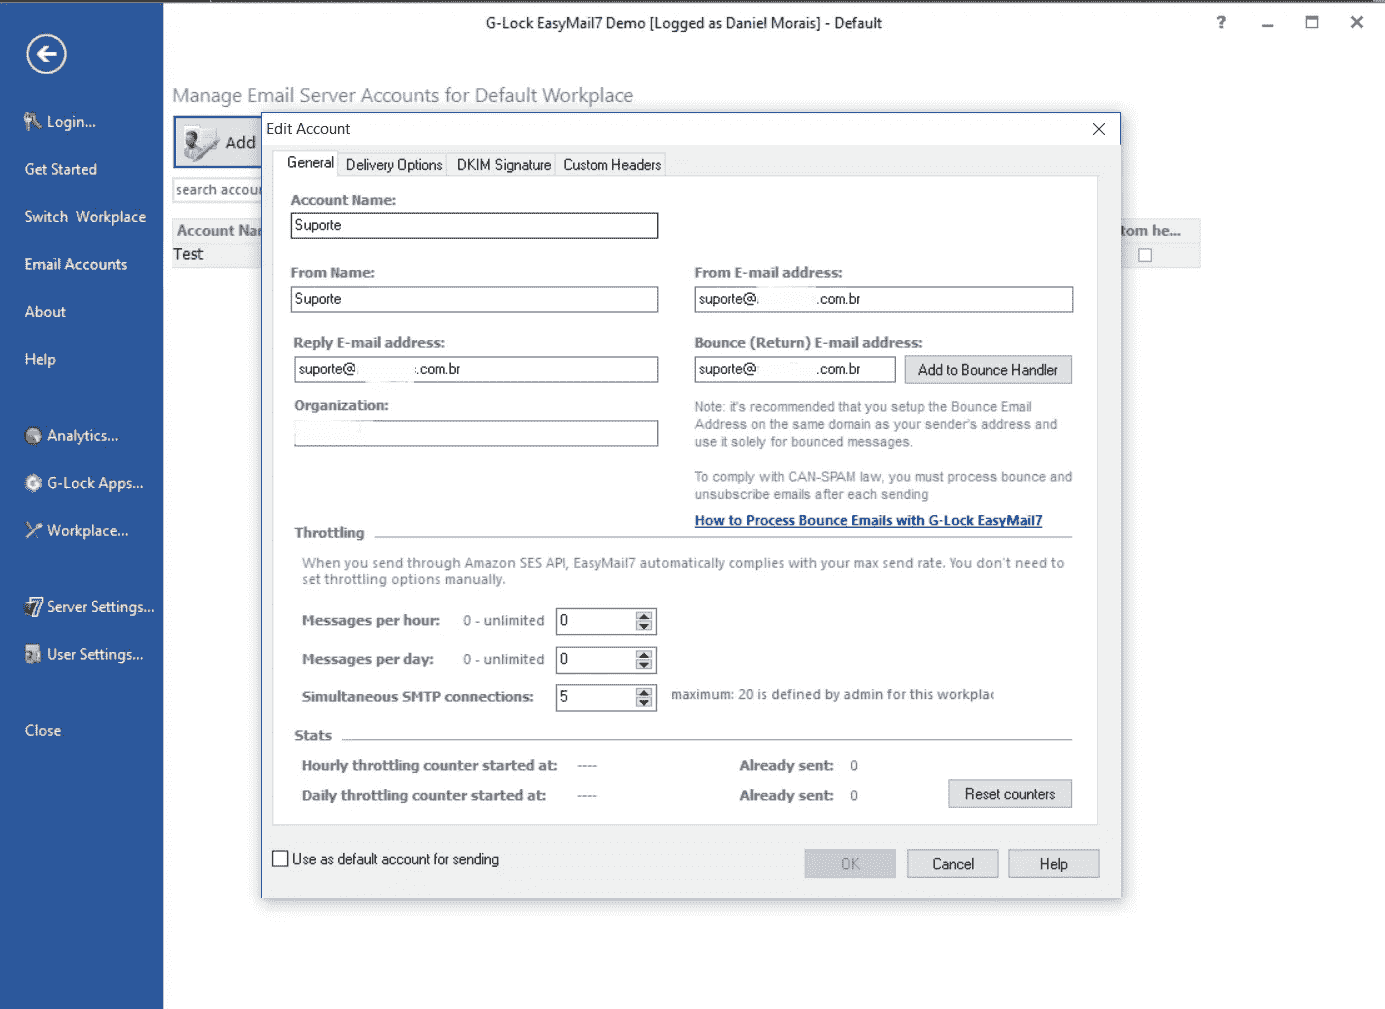 G-Lock EasyMail7 Demo [Logged as Daniel Morais] - Default
?
Login...
Get Started
Switch Workplace
Email Accounts
About
Help
Analytics...
G-Lock Apps...
Workplace...
Server Settings...
User Settings...
Close
Manage Email Server Accounts for Default Workplace
Add
search accou
Account Na
tom he...
Test
Edit Account
General
Delivery Options
DKIM Signature
Custom Headers
Account Name:
Suporte
From Name:
From E-mail address:
Suporte
suporte@ .com.br
Reply E-mail address:
Bounce (Return) E-mail address:
suporte@ .com.br
suporte@ .com.br
Add to Bounce Handler
Organization:
Note: it's recommended that you setup the Bounce Email
Address on the same domain as your sender's address and
use it solely for bounced messages.
To comply with CAN-SPAM law, you must process bounce and
unsubscribe emails after each sending
How to Process Bounce Emails with G-Lock EasyMail7
Throttling
When you send through Amazon SES API, EasyMail7 automatically complies with your max send rate. You don't need to
set throttling options manually.
Messages per hour: 0 - unlimited 0
Messages per day: 0 - unlimited 0
Simultaneous SMTP connections: 5 maximum: 20 is defined by admin for this workplac
Stats
Hourly throttling counter started at: ---- Already sent: 0
Daily throttling counter started at: ---- Already sent: 0
Reset counters
Use as default account for sending
OK
Cancel
Help